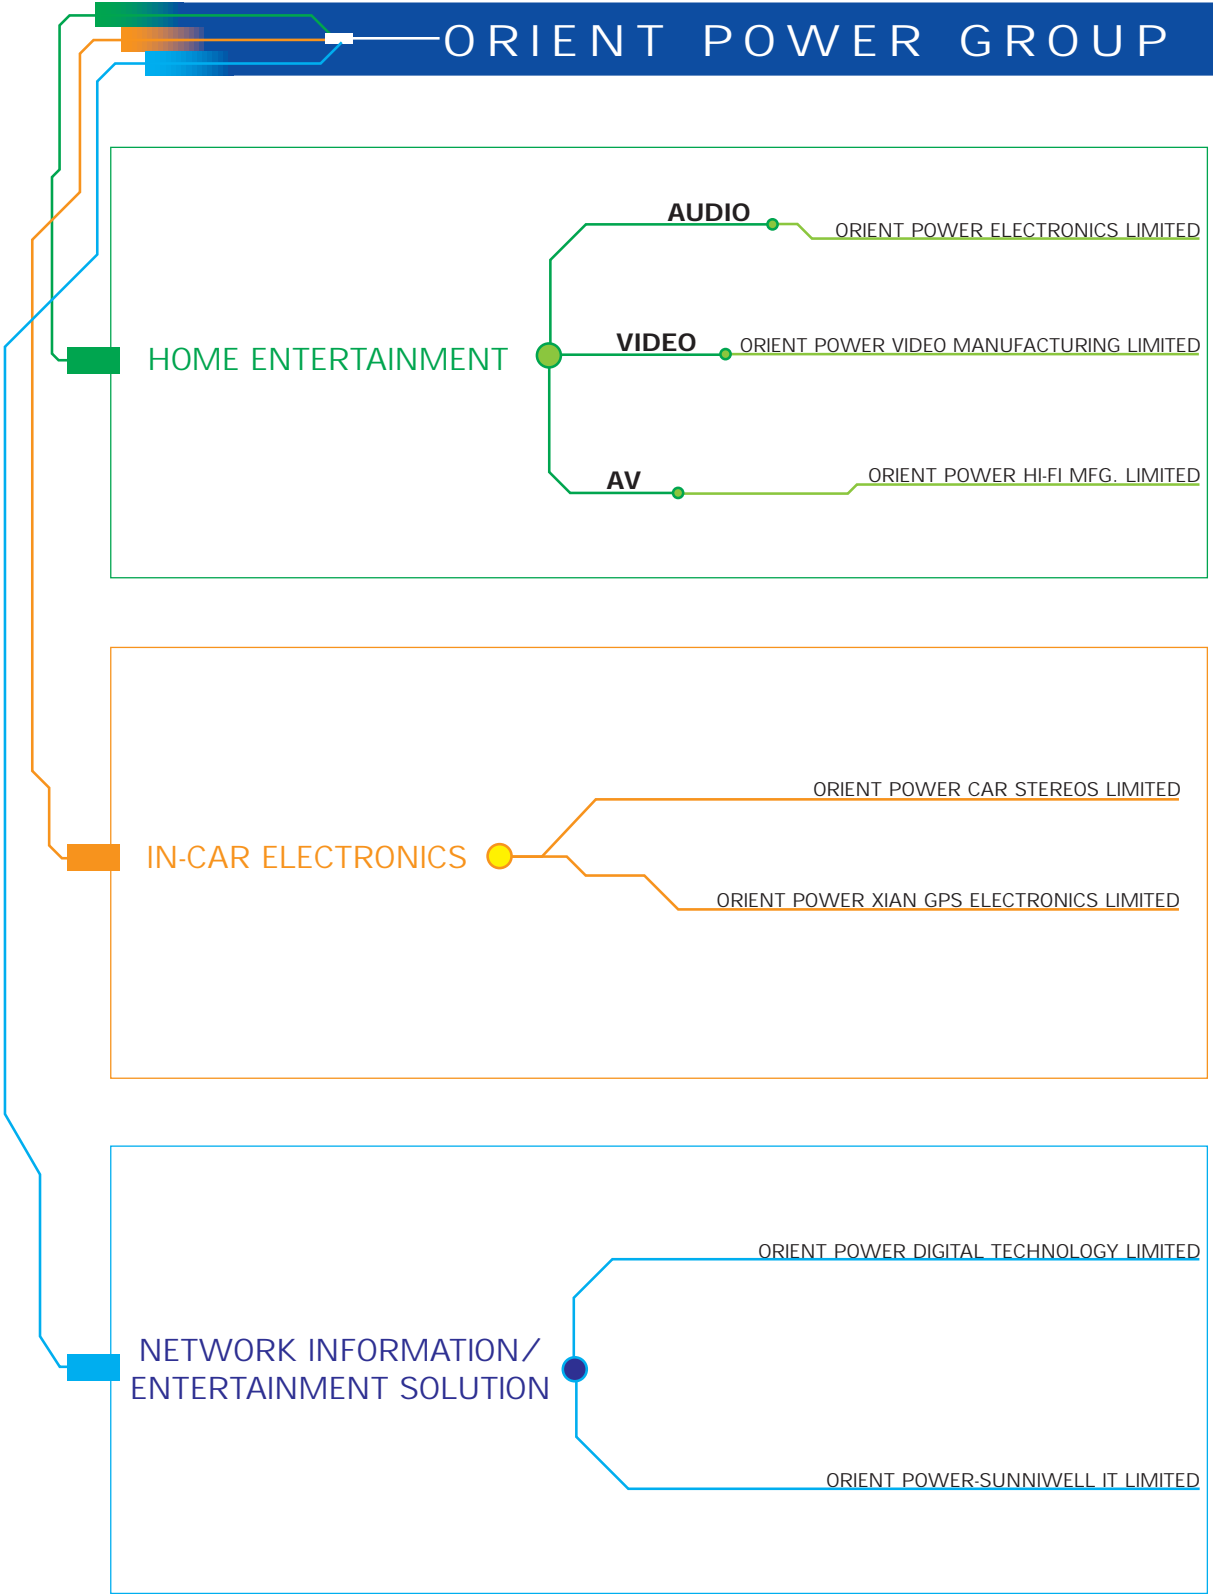 ORIENT POWER GROUP
AUDIO
ORIENT POWER ELECTRONICS LIMITED
VIDEO
ORIENT POWER VIDEO MANUFACTURING LIMITED
HOME ENTERTAINMENT
AV
ORIENT POWER HI-FI MFG. LIMITED
ORIENT POWER CAR STEREOS LIMITED
IN-CAR ELECTRONICS
ORIENT POWER XIAN GPS ELECTRONICS LIMITED
ORIENT POWER DIGITAL TECHNOLOGY LIMITED
NETWORK INFORMATION/
ENTERTAINMENT SOLUTION
ORIENT POWER-SUNNIWELL IT LIMITED